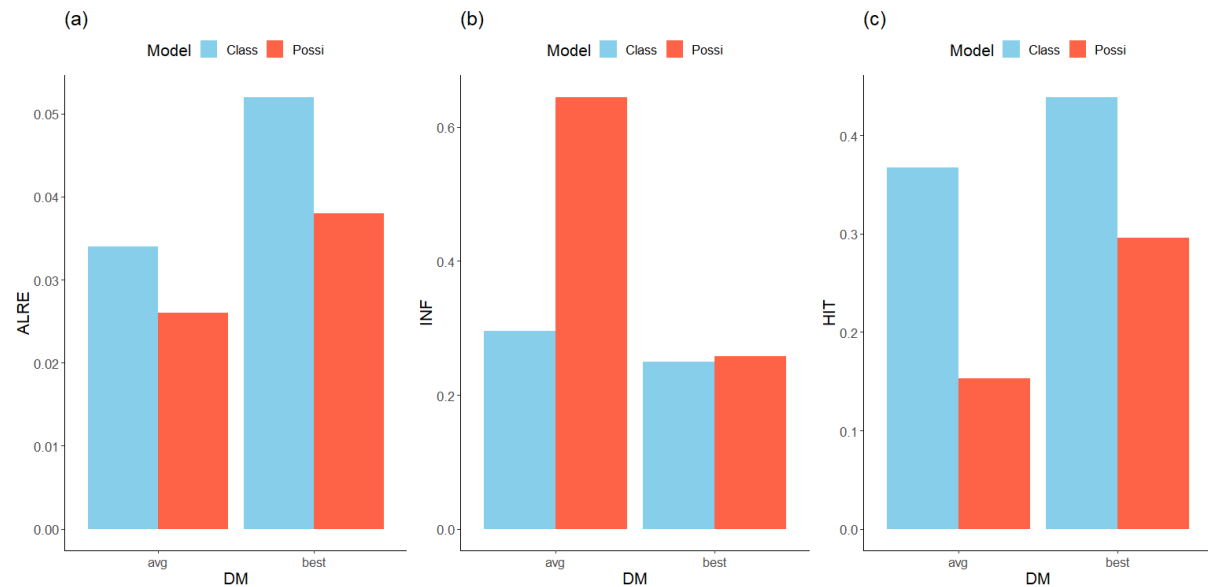 (a)
Model Class Possi
ALRE
0.05
0.04
0.03
0.02
0.01
0.00
avg best
DM
(b)
Model Class Possi
INF
0.6
0.4
0.2
0.0
avg best
DM
(c)
Model Class Possi
HIT
0.4
0.3
0.2
0.1
0.0
avg best
DM